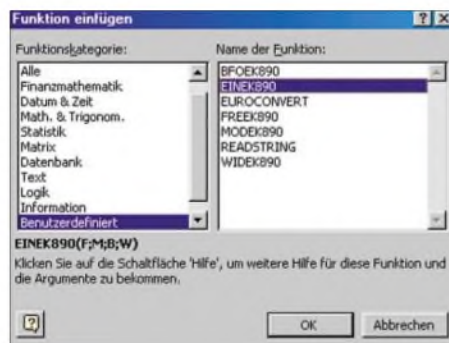 Funktion einfügen
Funktionskategorie:
Alle
Finanzmathematik
Datum & Zeit
Math. & Trigonom.
Statistik
Matrix
Datenbank
Text
Logik
Information
Benutzerdefiniert
Name der Funktion:
BFOEK890
EINEK890
EUROCONVERT
FREEK890
MODEK890
READSTRING
WIDEK890
EINEK890(F;M;B;W)
Klicken Sie auf die Schaltfläche 'Hilfe', um weitere Hilfe für diese Funktion und
die Argumente zu bekommen.
OK
Abbrechen